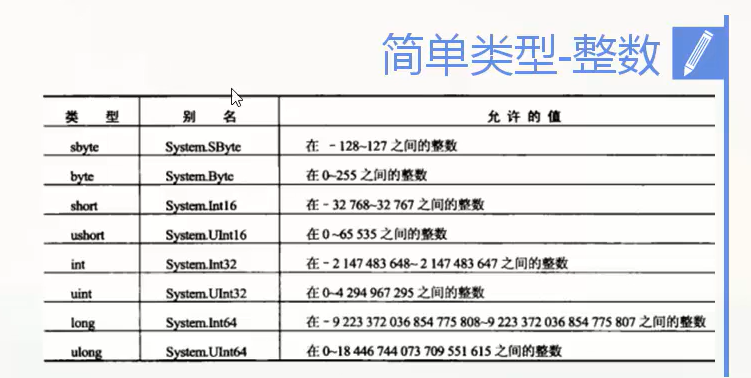 简单类型-整数
类 型 别 名 允 许 的 值
sbyte System.SByte 在 -128~127 之间的整数
byte System.Byte 在 0~255 之间的整数
short System.Int16 在 -32 768~32 767 之间的整数
ushort System.UInt16 在 0~65 535 之间的整数
int System.Int32 在 -2 147 483 648~2 147 483 647 之间的整数
uint System.UInt32 在 0~4 294 967 295 之间的整数
long System.Int64 在 -9 223 372 036 854 775 808~9 223 372 036 854 775 807 之间的整数
ulong System.UInt64 在 0~18 446 744 073 709 551 615 之间的整数